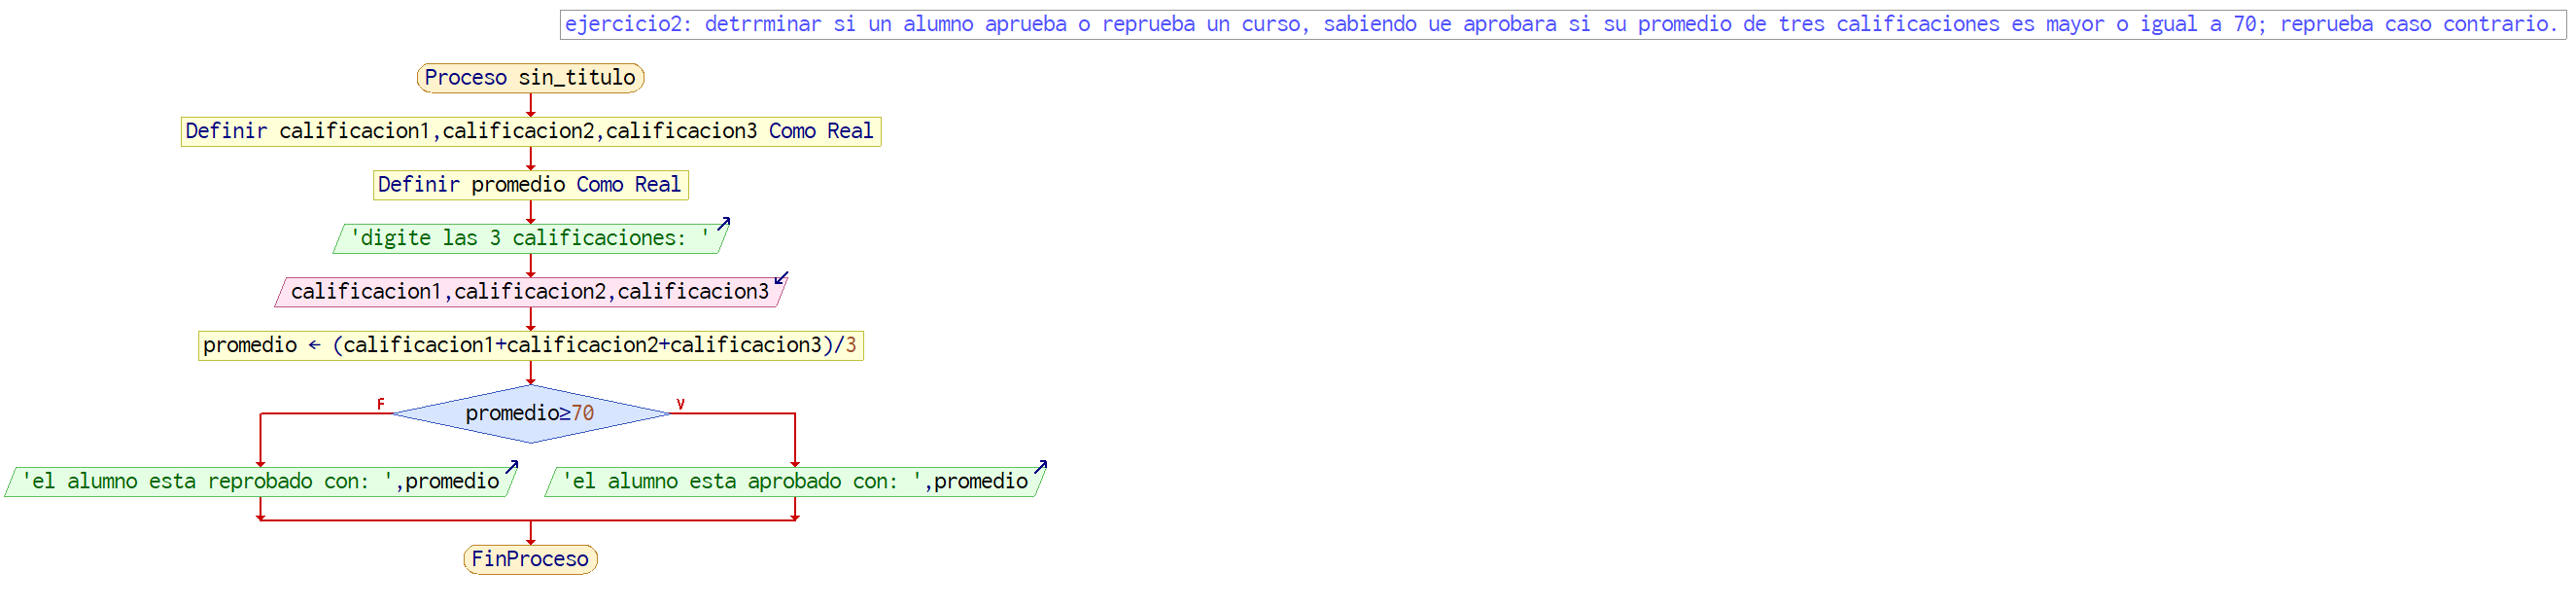 ejercicio2: detrrminar si un alumno aprueba o reprueba un curso, sabiendo ue aprobara si su promedio de tres calificaciones es mayor o igual a 70; reprueba caso contrario.
Proceso sin_titulo
Definir calificacion1,calificacion2,calificacion3 Como Real
Definir promedio Como Real
'digite las 3 calificaciones: '
calificacion1,calificacion2,calificacion3
promedio ← (calificacion1+calificacion2+calificacion3)/3
F
promedio≥70
V
'el alumno esta reprobado con: ',promedio
'el alumno esta aprobado con: ',promedio
FinProceso